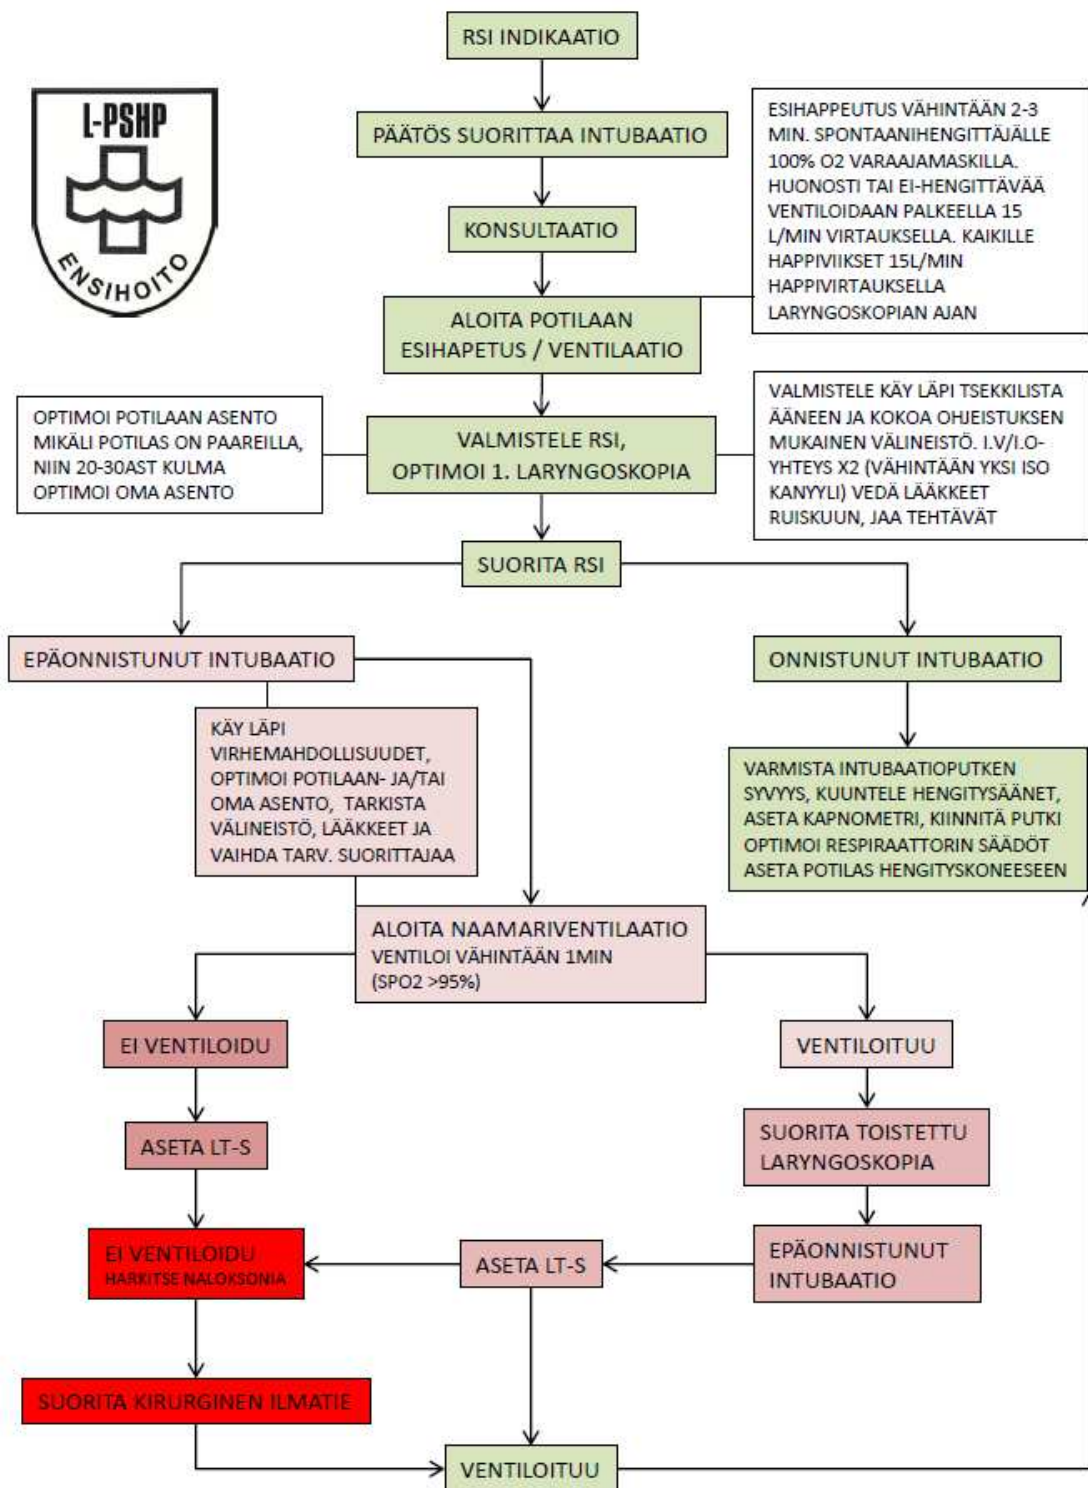 RSI INDIKAATIO
L-PSHP
ENSIHOITO
PÄÄTÖS SUORITTAA INTUBAATIO
ESIHAPPEUTUS VÄHINTÄÄN 2-3
MIN. SPONTAANIHENGITTÄJÄLLE
100% O2 VARAAJAMASKILLA.
HUONOSTI TAI EI-HENGITTÄVÄÄ
VENTILOIDAAN PALKEELLA 15
L/MIN VIRTAUKSELLA. KAIKILLE
HAPPIVIIKSET 15L/MIN
HAPPIVIRTAUKSELLA
LARYNGOSKOPIAN AJAN
KONSULTAATIO
ALOITA POTILAAN
ESIHAPETUS / VENTILAATIO
OPTIMOI POTILAAN ASENTO
MIKÄLI POTILAS ON PAAREILLA,
NIIN 20-30AST KULMA
OPTIMOI OMA ASENTO
VALMISTELE RSI,
OPTIMOI 1. LARYNGOSKOPIA
VALMISTELE KÄY LÄPI TSEKKILISTA
ÄÄNEEN JA KOKOA OHJEISTUKSEN
MUKAINEN VÄLINEISTÖ. I.V/I.O-
YHTEYS X2 (VÄHINTÄÄN YKSI ISO
KANYYLI) VEDÄ LÄÄKKEET
RUISKUUN, JAA TEHTÄVÄT
SUORITA RSI
EPÄONNISTUNUT INTUBAATIO
ONNISTUNUT INTUBAATIO
KÄY LÄPI
VIRHEMAHDOLLISUUDET,
OPTIMOI POTILAAN- JA/TAI
OMA ASENTO, TARKISTA
VÄLINEISTÖ, LÄÄKKEET JA
VAIHDA TARV. SUORITTAJAA
VARMISTA INTUBAATIOPUTKEN
SYVYYS, KUUNTELE HENGITYSÄÄNET,
ASETA KAPNOMETRI, KIINNITÄ PUTKI
OPTIMOI RESPIRAATTORIN SÄÄDÖT
ASETA POTILAS HENGITYSKONEESEEN
ALOITA NAAMARIVENTILAATIO
VENTILOI VÄHINTÄÄN 1MIN
(SPO2 >95%)
EI VENTILOIDU
VENTILOITUU
ASETA LT-S
SUORITA TOISTETTU
LARYNGOSKOPIA
EI VENTILOIDU
HARKITSE NALOKSONIA
ASETA LT-S
EPÄONNISTUNUT
INTUBAATIO
SUORITA KIRURGINEN ILMATIE
VENTILOITUU